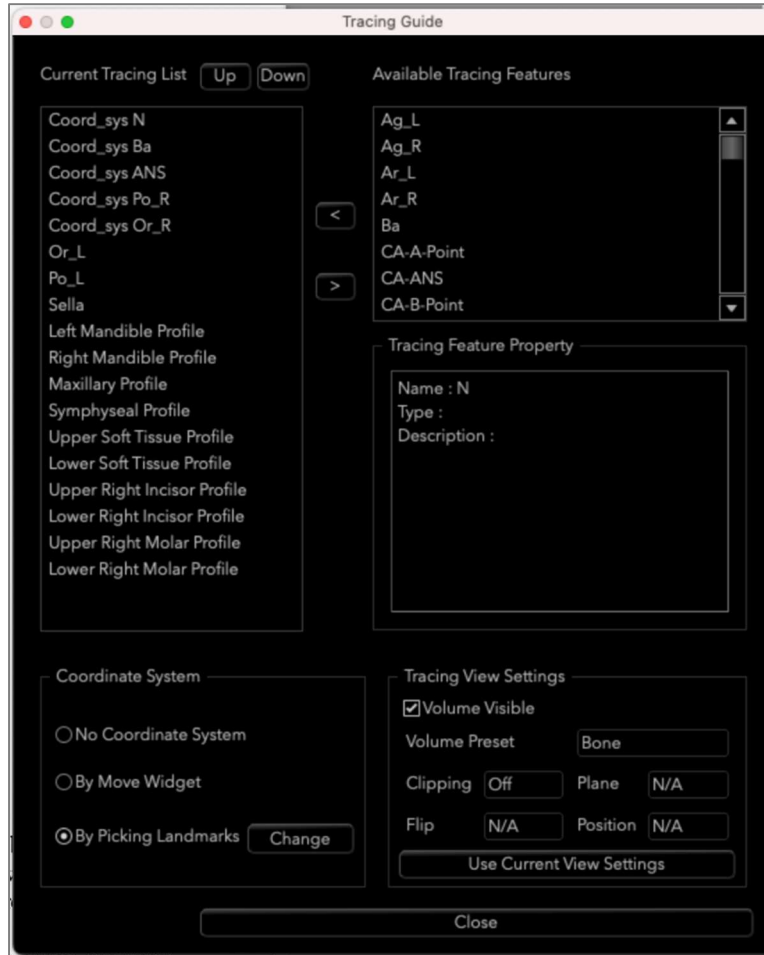 Tracing Guide
Current Tracing List
Up
Down
Coord_sys N
Coord_sys Ba
Coord_sys ANS
Coord_sys Po_R
Coord_sys Or_R
Or_L
Po_L
Sella
Left Mandible Profile
Right Mandible Profile
Maxillary Profile
Symphyseal Profile
Upper Soft Tissue Profile
Lower Soft Tissue Profile
Upper Right Incisor Profile
Lower Right Incisor Profile
Upper Right Molar Profile
Lower Right Molar Profile
<
>
Available Tracing Features
Ag_L
Ag_R
Ar_L
Ar_R
Ba
CA-A-Point
CA-ANS
CA-B-Point
Tracing Feature Property
Name : N
Type :
Description :
Coordinate System
No Coordinate System
By Move Widget
By Picking Landmarks
Change
Tracing View Settings
Volume Visible
Volume Preset Bone
Clipping Off Plane N/A
Flip N/A Position N/A
Use Current View Settings
Close